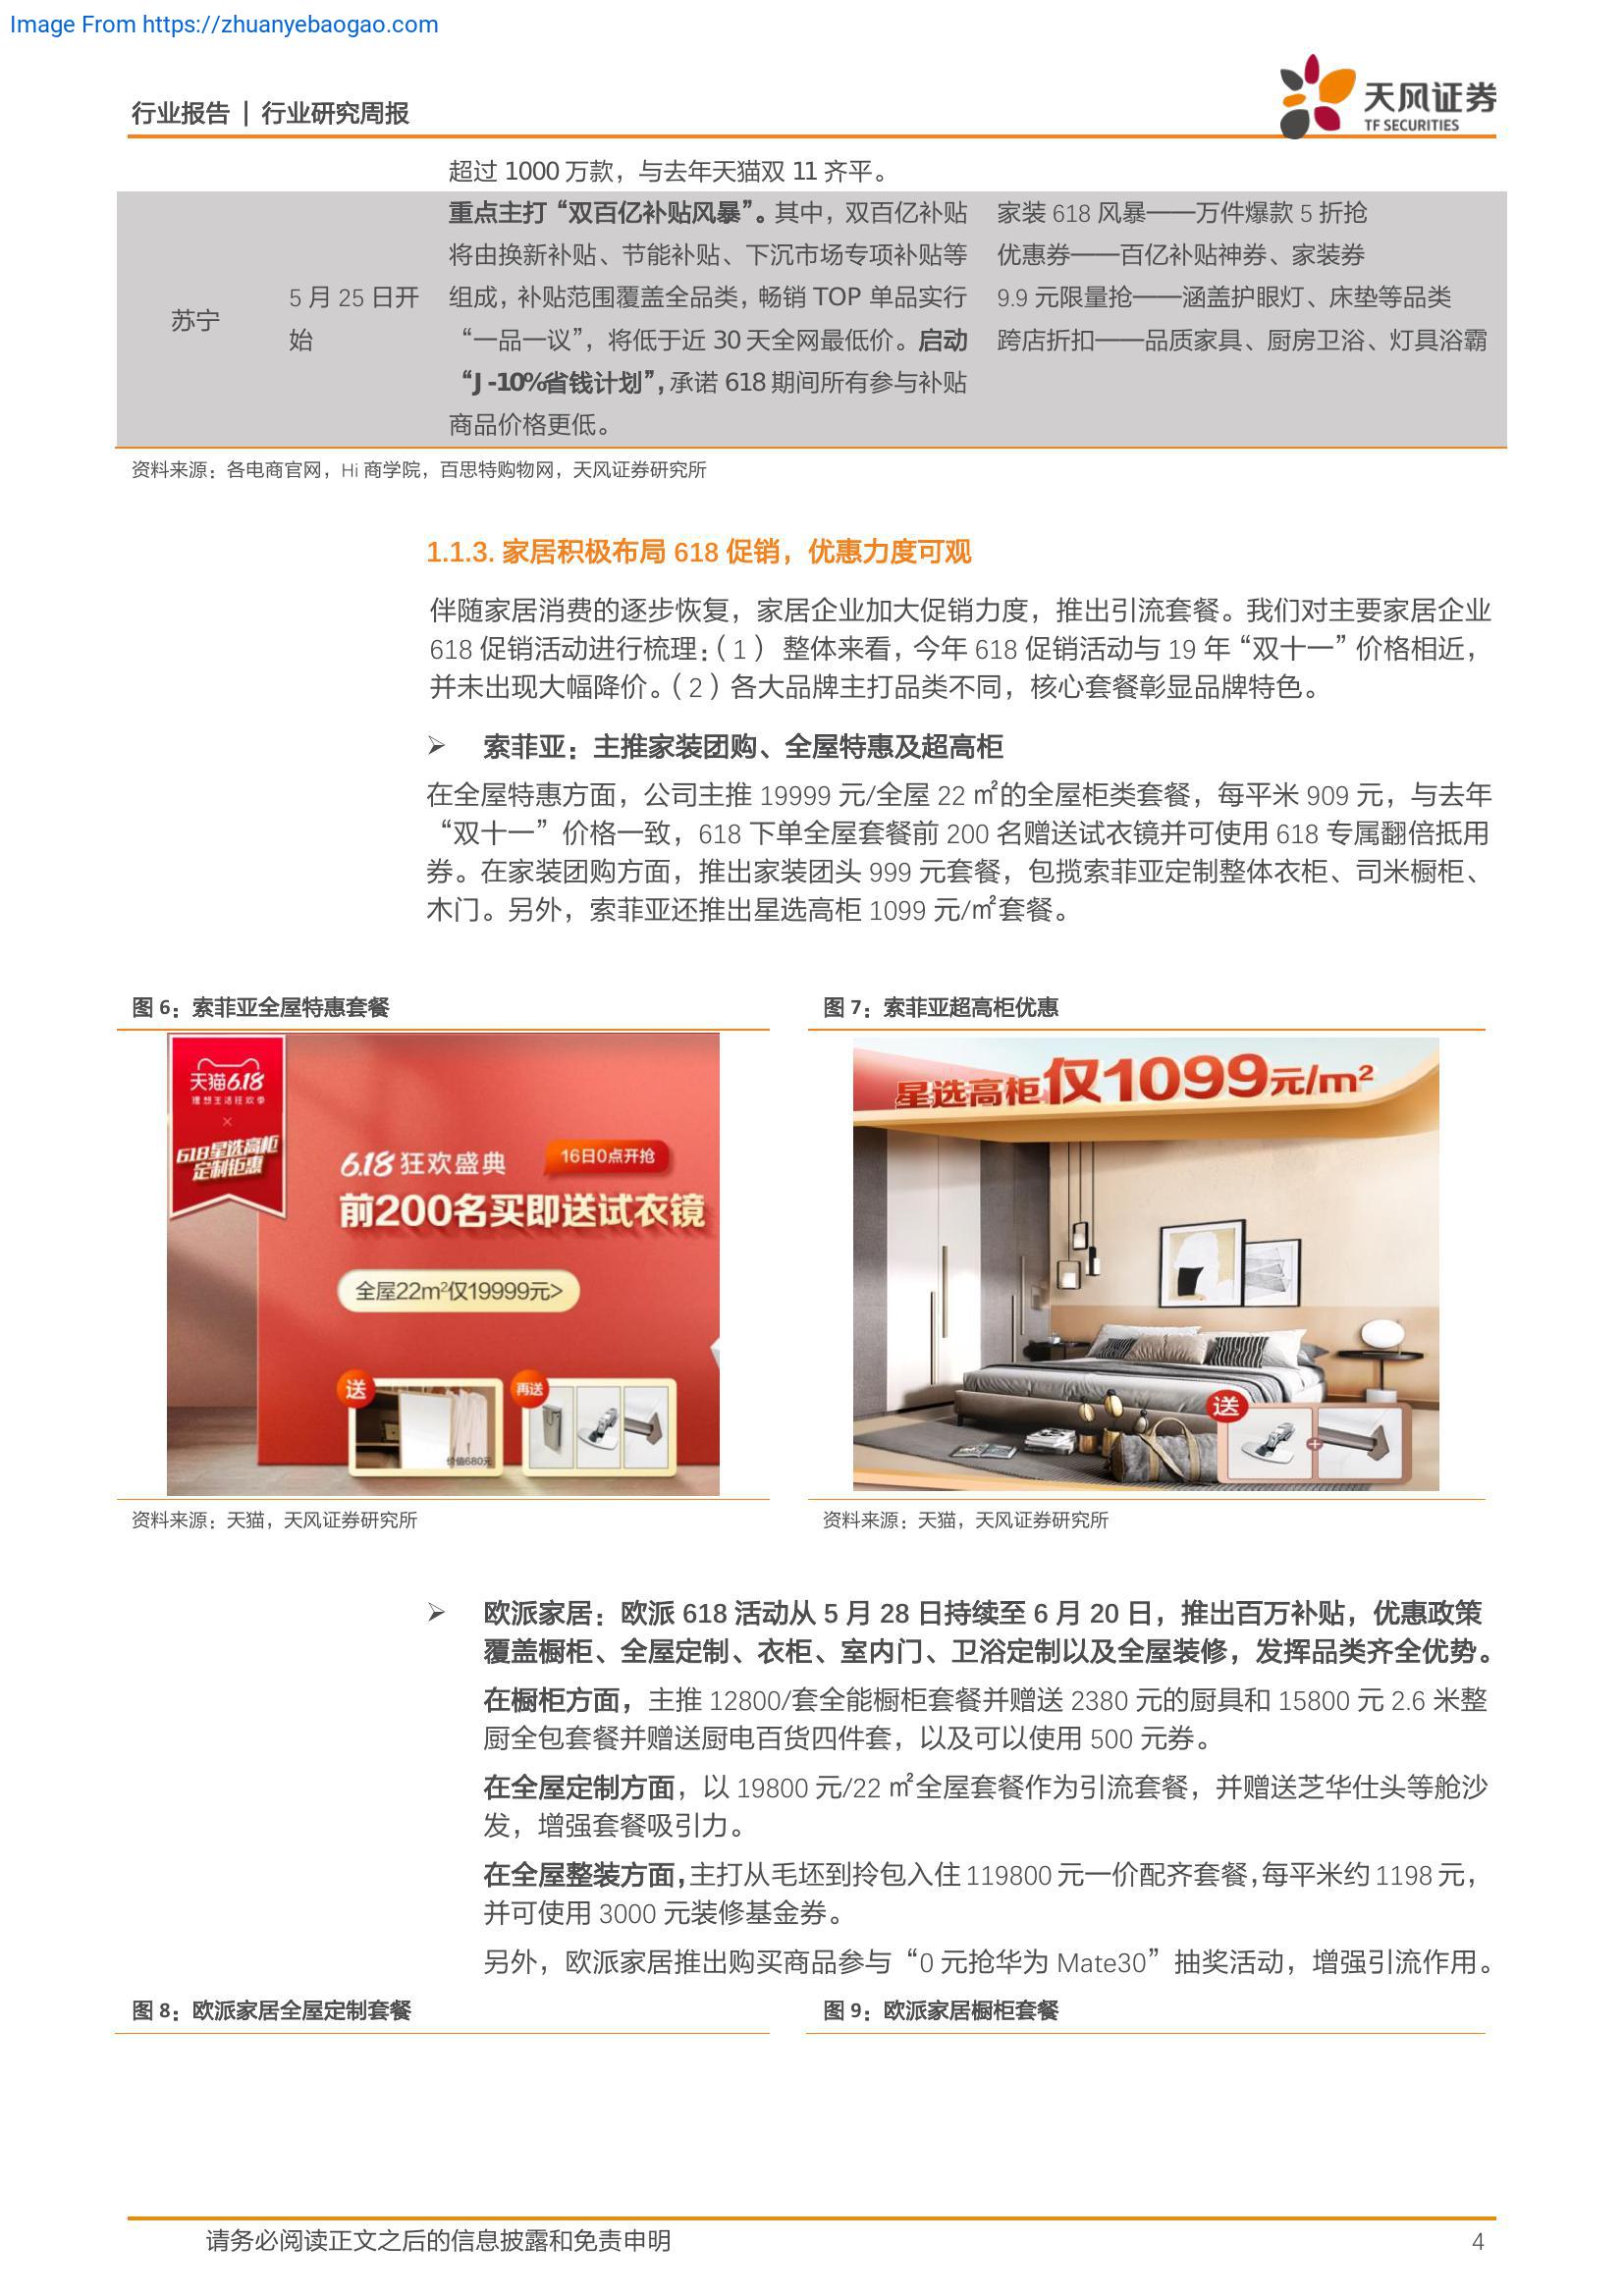 Image From https://zhuanyebaogao.com
行业报告 | 行业研究周报
天风证券
TF SECURITIES
超过 1000 万款，与去年天猫双 11 齐平。
苏宁
5 月 25 日开
始
重点主打“双百亿补贴风暴”。其中，双百亿补贴
将由换新补贴、节能补贴、下沉市场专项补贴等
组成，补贴范围覆盖全品类，畅销 TOP 单品实行
“一品一议”，将低于近 30 天全网最低价。启动
“J-10%省钱计划”，承诺 618 期间所有参与补贴
商品价格更低。
家装 618 风暴——万件爆款 5 折抢
优惠券——百亿补贴神券、家装券
9.9 元限量抢——涵盖护眼灯、床垫等品类
跨店折扣——品质家具、厨房卫浴、灯具浴霸
资料来源：各电商官网，Hi 商学院，百思特购物网，天风证券研究所
1.1.3. 家居积极布局 618 促销，优惠力度可观
伴随家居消费的逐步恢复，家居企业加大促销力度，推出引流套餐。我们对主要家居企业
618 促销活动进行梳理：（1） 整体来看，今年 618 促销活动与 19 年“双十一”价格相近，
并未出现大幅降价。（2）各大品牌主打品类不同，核心套餐彰显品牌特色。
➢ 索菲亚：主推家装团购、全屋特惠及超高柜
在全屋特惠方面，公司主推 19999 元/全屋 22 ㎡的全屋柜类套餐，每平米 909 元，与去年
“双十一”价格一致，618 下单全屋套餐前 200 名赠送试衣镜并可使用 618 专属翻倍抵用
券。在家装团购方面，推出家装团头 999 元套餐，包揽索菲亚定制整体衣柜、司米橱柜、
木门。另外，索菲亚还推出星选高柜 1099 元/㎡套餐。
图 6：索菲亚全屋特惠套餐
天猫6.18
理想生活狂欢季
×
618星选高柜
定制钜惠
6.18狂欢盛典
16日0点开抢
前200名买即送试衣镜
全屋22m²仅19999元>
送
价值680元
再送
资料来源：天猫，天风证券研究所
图 7：索菲亚超高柜优惠
星选高柜仅1099元/m²
送
+
资料来源：天猫，天风证券研究所
➢ 欧派家居：欧派 618 活动从 5 月 28 日持续至 6 月 20 日，推出百万补贴，优惠政策
覆盖橱柜、全屋定制、衣柜、室内门、卫浴定制以及全屋装修，发挥品类齐全优势。
在橱柜方面，主推 12800/套全能橱柜套餐并赠送 2380 元的厨具和 15800 元 2.6 米整
厨全包套餐并赠送厨电百货四件套，以及可以使用 500 元券。
在全屋定制方面，以 19800 元/22 ㎡全屋套餐作为引流套餐，并赠送芝华仕头等舱沙
发，增强套餐吸引力。
在全屋整装方面，主打从毛坯到拎包入住 119800 元一价配齐套餐，每平米约 1198 元，
并可使用 3000 元装修基金券。
另外，欧派家居推出购买商品参与“0 元抢华为 Mate30”抽奖活动，增强引流作用。
图 8：欧派家居全屋定制套餐
图 9：欧派家居橱柜套餐
请务必阅读正文之后的信息披露和免责申明
4